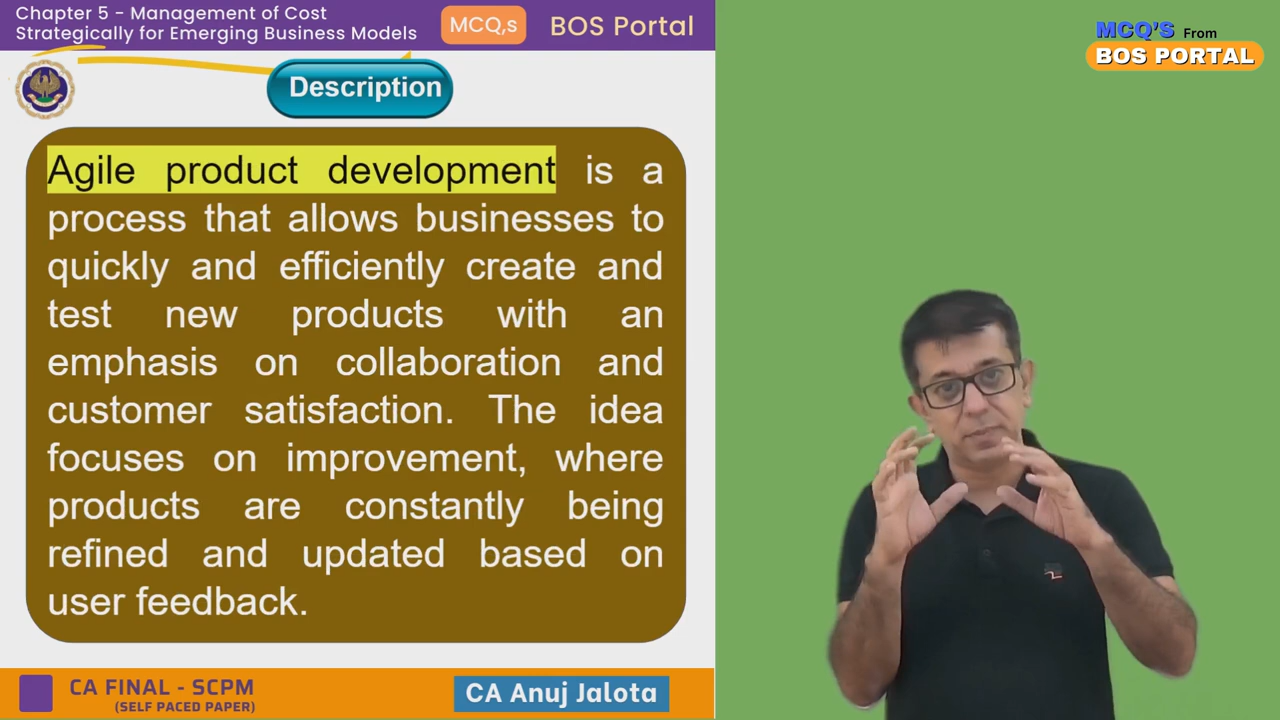 Chapter 5 - Management of Cost
Strategically for Emerging Business Models
MCQ,s
BOS Portal
MCQ'S From
BOS PORTAL
Description
Agile product development is a
process that allows businesses to
quickly and efficiently create and
test new products with an
emphasis on collaboration and
customer satisfaction. The idea
focuses on improvement, where
products are constantly being
refined and updated based on
user feedback.
CA FINAL - SCPM
(SELF PACED PAPER)
CA Anuj Jalota